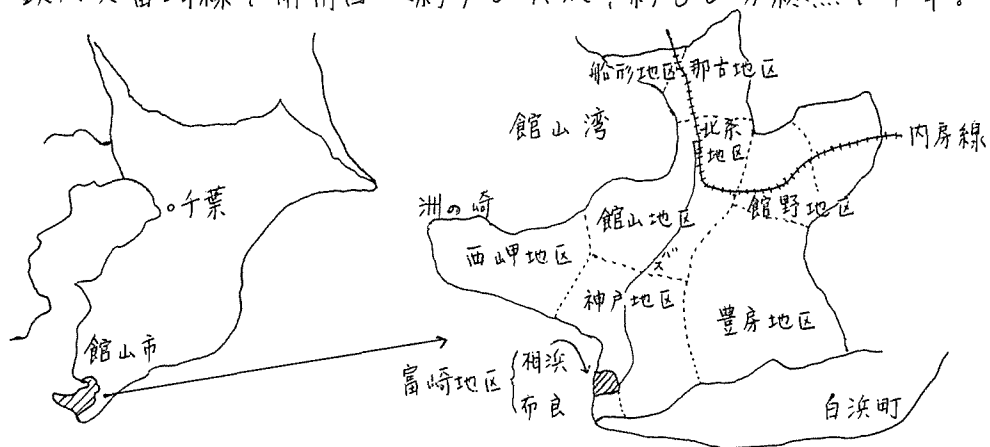 船形地区
那古地区
館山湾
北条
地区
内房線
千葉
洲の崎
館山地区
館野地区
西岬地区
神戸地区
豊房地区
館山市
富崎地区
相浜
布良
白浜町